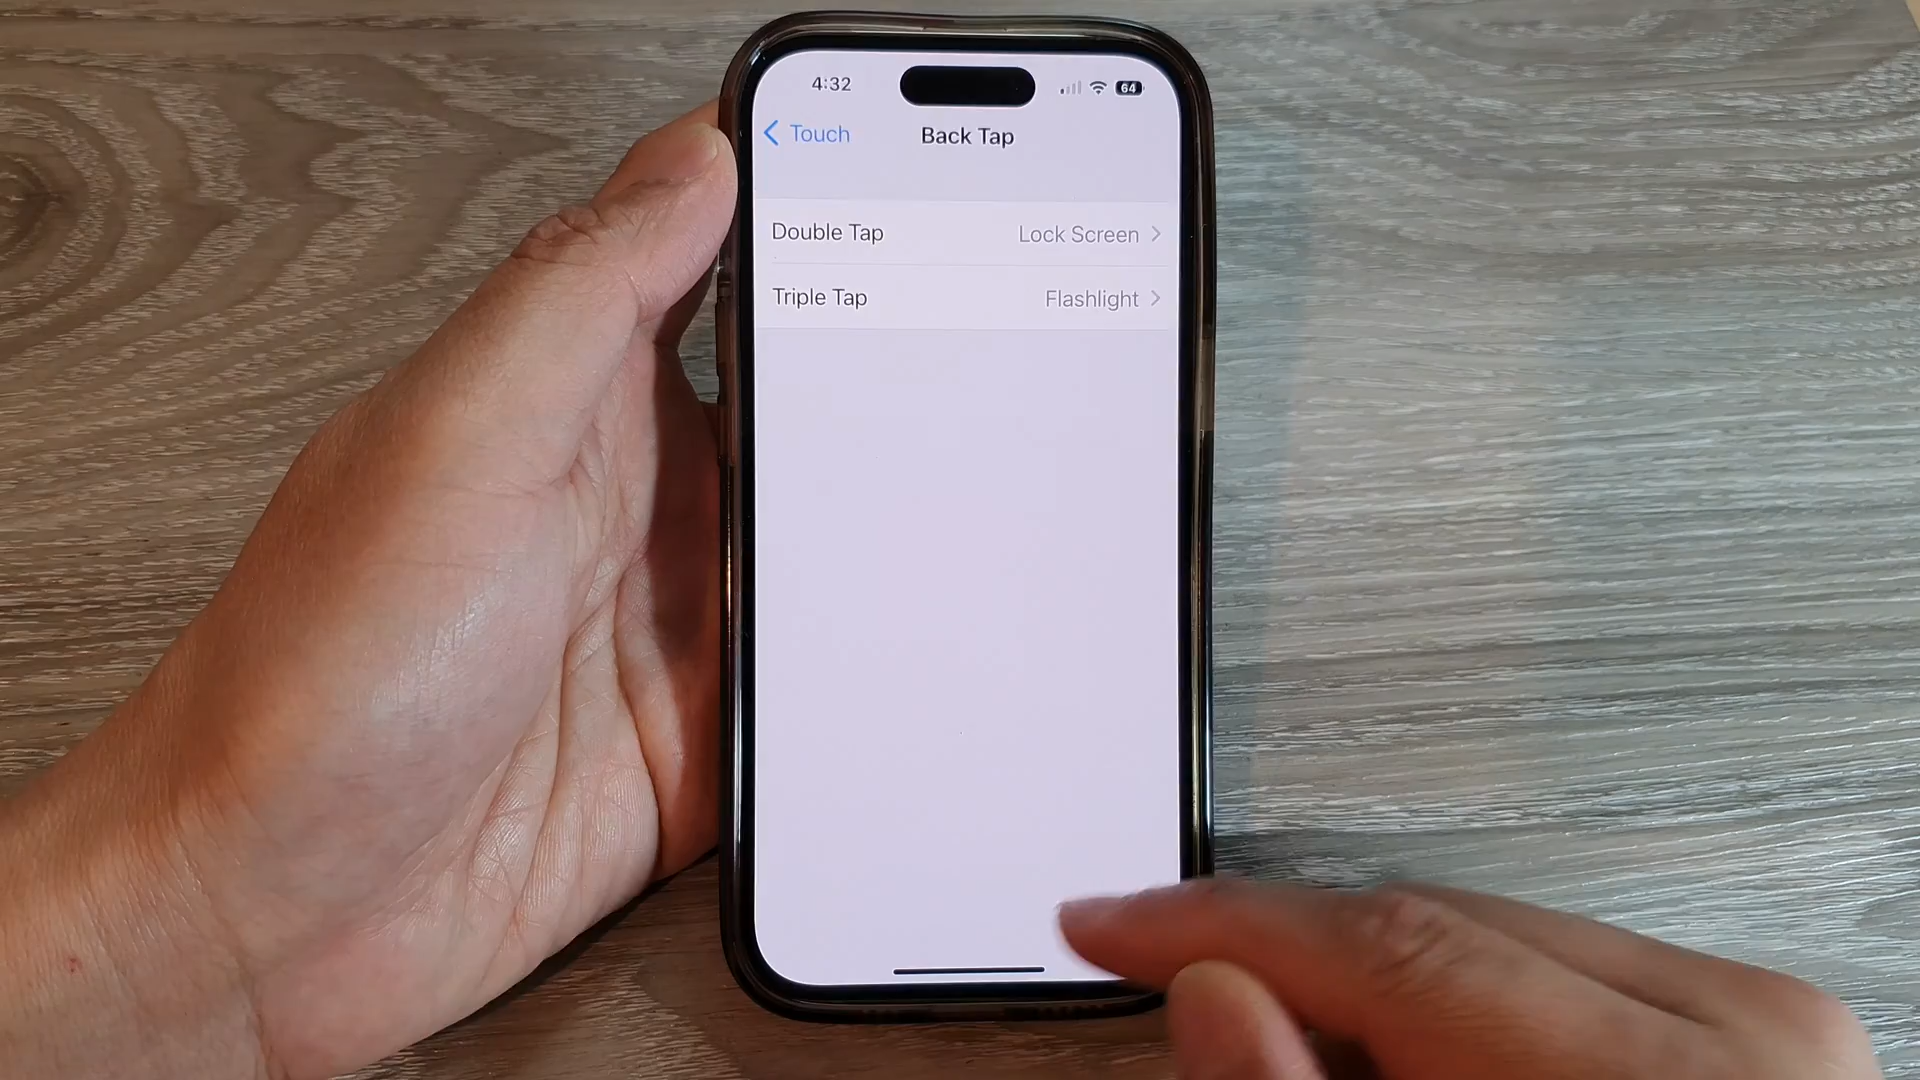 4:32
64
Touch
Back Tap
Double Tap Lock Screen
Triple Tap Flashlight